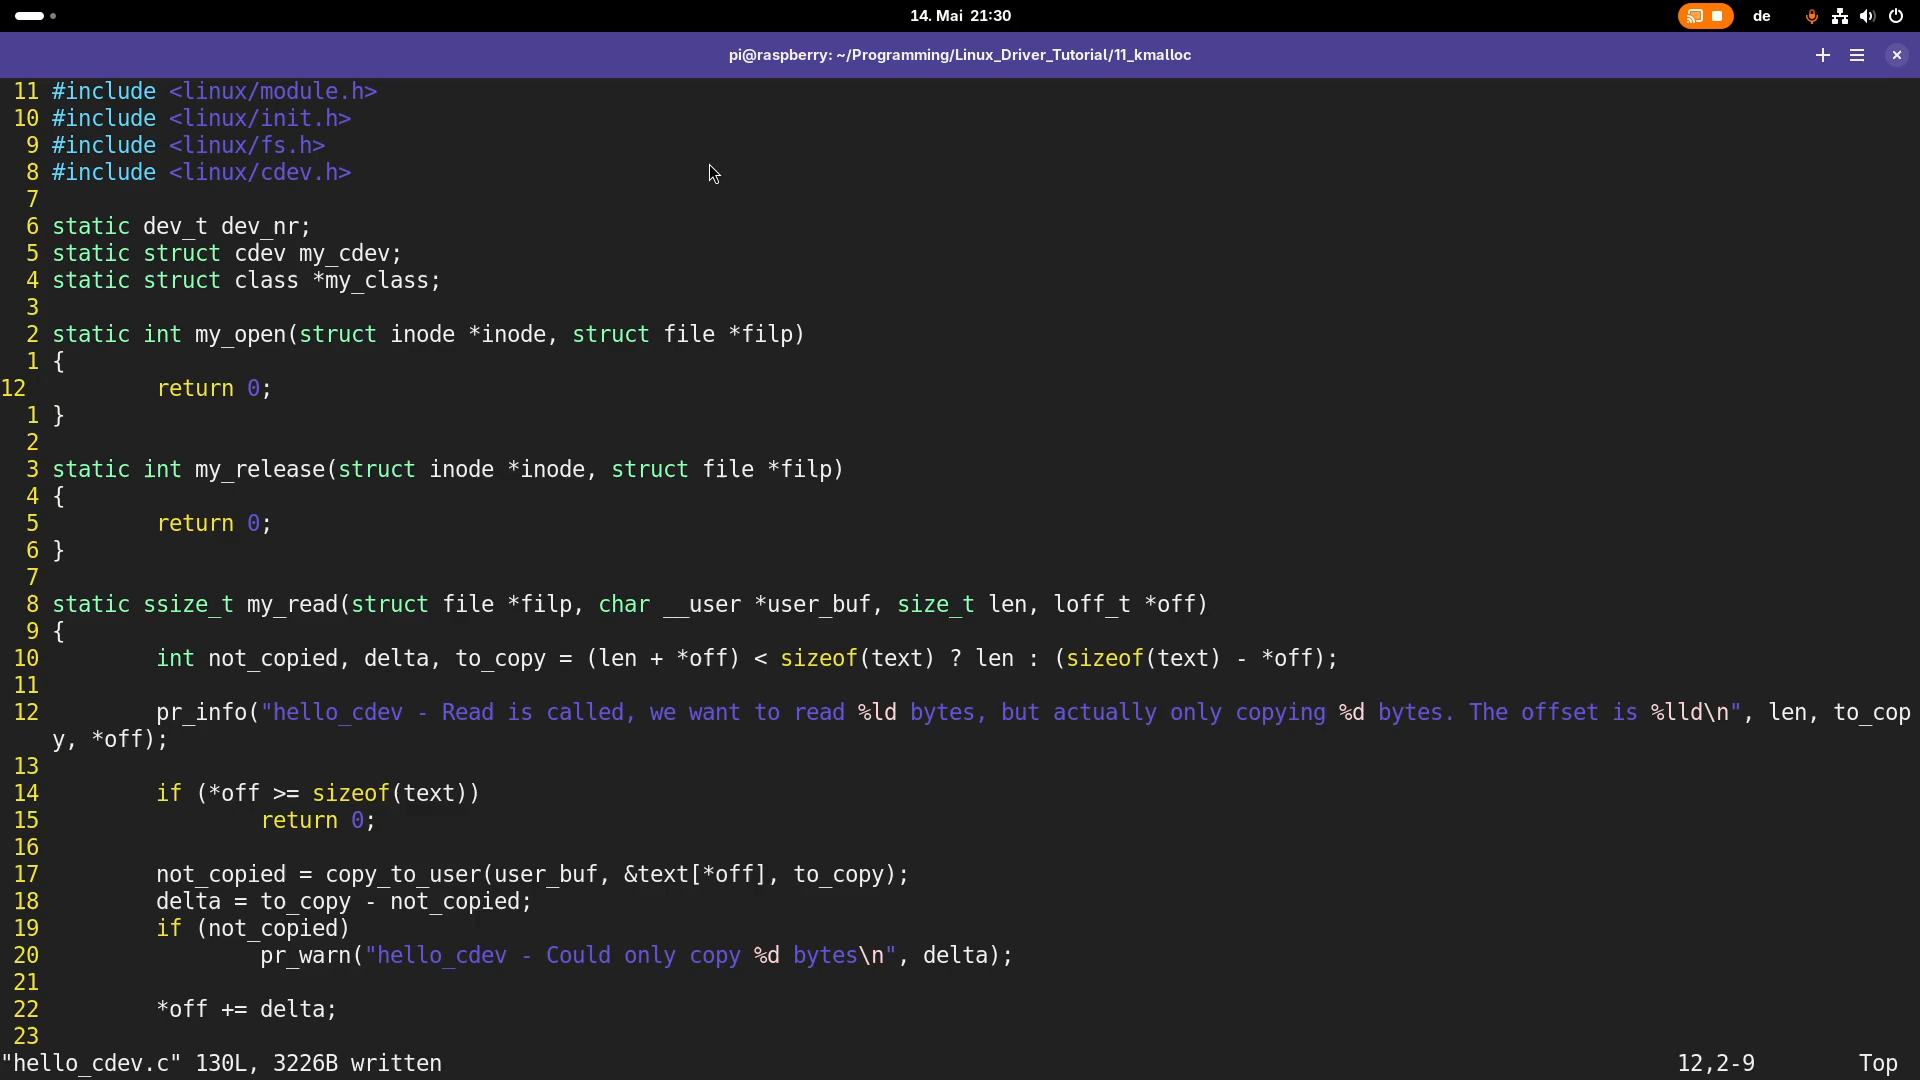 14. Mai 21:30
de
pi@raspberry: ~/Programming/Linux_Driver_Tutorial/11_kmalloc
11 #include <linux/module.h>
10 #include <linux/init.h>
9 #include <linux/fs.h>
8 #include <linux/cdev.h>
7
6 static dev_t dev_nr;
5 static struct cdev my_cdev;
4 static struct class *my_class;
3
2 static int my_open(struct inode *inode, struct file *filp)
1 {
12 return 0;
1 }
2
3 static int my_release(struct inode *inode, struct file *filp)
4 {
5 return 0;
6 }
7
8 static ssize_t my_read(struct file *filp, char __user *user_buf, size_t len, loff_t *off)
9 {
10 int not_copied, delta, to_copy = (len + *off) < sizeof(text) ? len : (sizeof(text) - *off);
11
12 pr_info("hello_cdev - Read is called, we want to read %ld bytes, but actually only copying %d bytes. The offset is %lld\n", len, to_cop
y, *off);
13
14 if (*off >= sizeof(text))
15 return 0;
16
17 not_copied = copy_to_user(user_buf, &text[*off], to_copy);
18 delta = to_copy - not_copied;
19 if (not_copied)
20 pr_warn("hello_cdev - Could only copy %d bytes\n", delta);
21
22 *off += delta;
23
"hello_cdev.c" 130L, 3226B written 12,2-9 Top